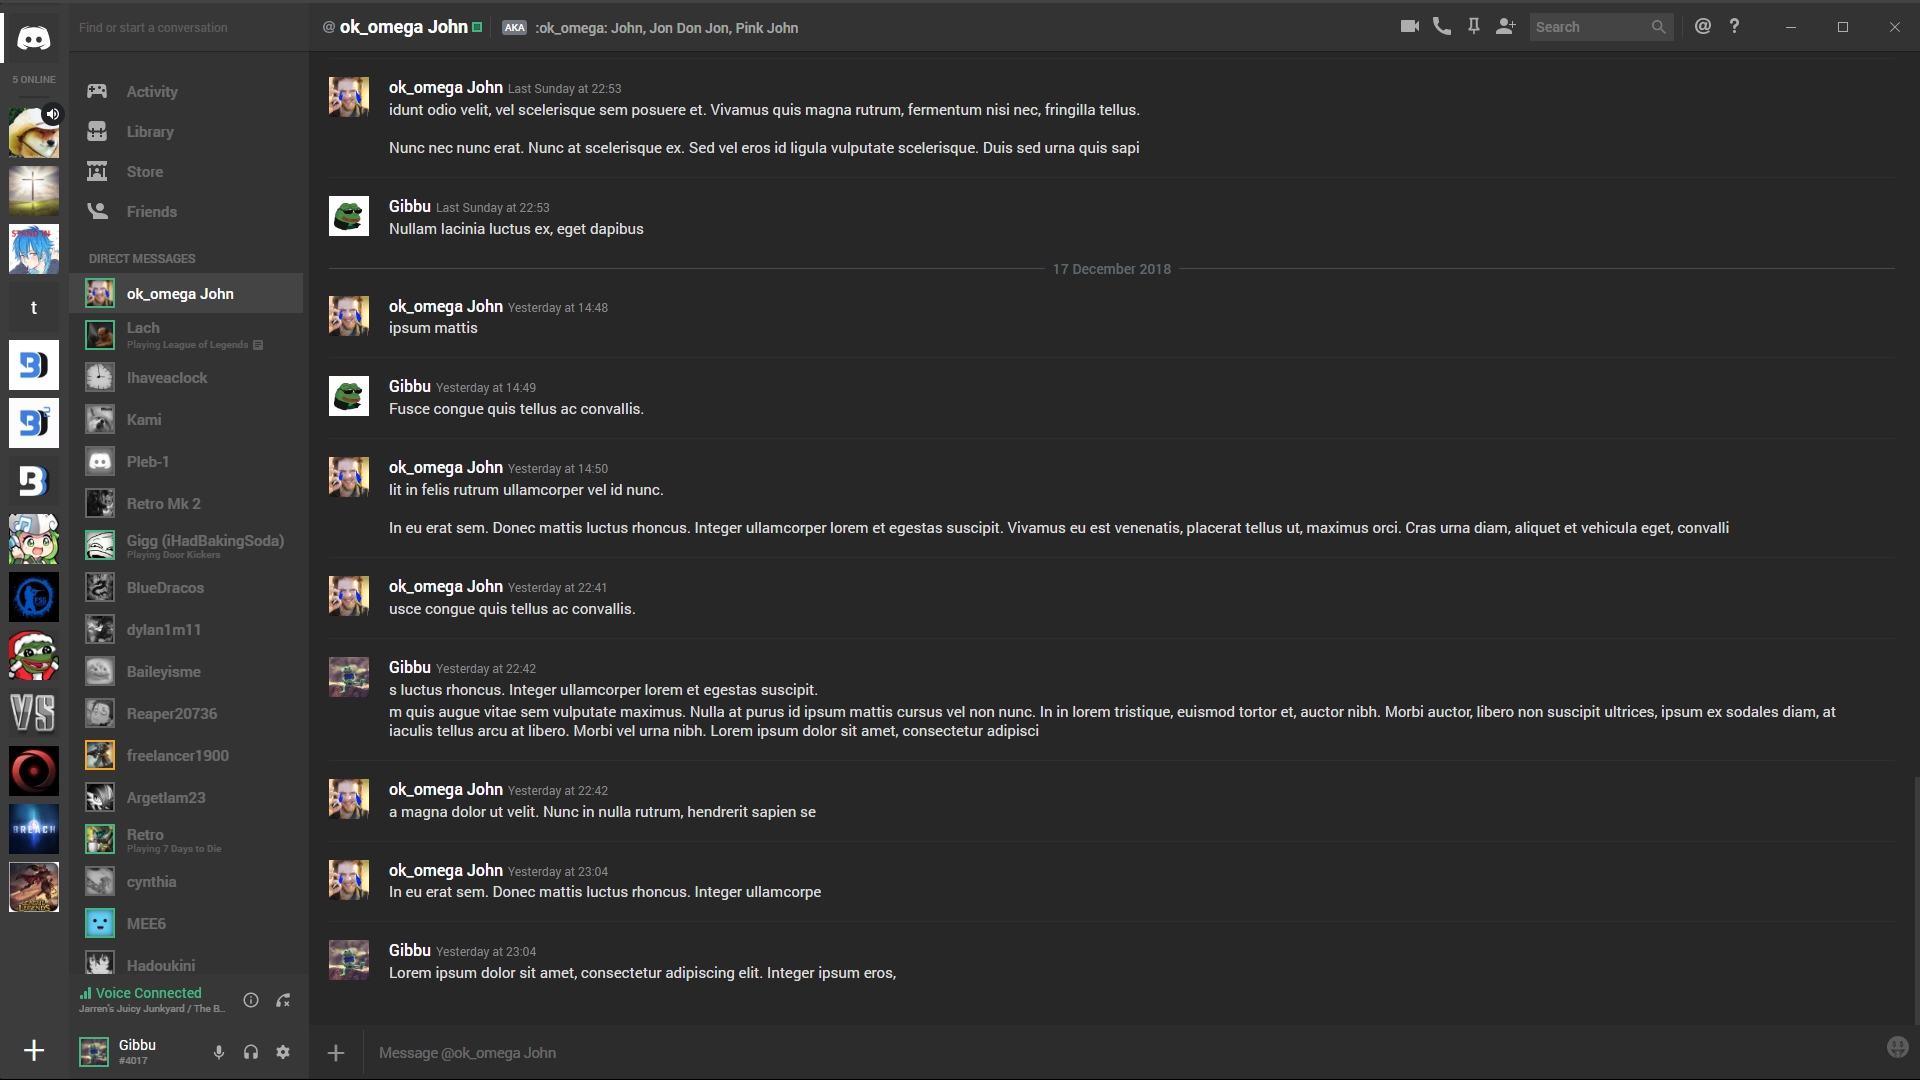 Find or start a conversation
@ ok_omega John
AKA :ok_omega: John, Jon Don Jon, Pink John
Search
@ ?
5 ONLINE
STAND IN
t
VS
BREACH
Activity
Library
Store
Friends
DIRECT MESSAGES
ok_omega John
Lach
Playing League of Legends
Ihaveaclock
Kami
Pleb-1
Retro Mk 2
Gigg (iHadBakingSoda)
Playing Door Kickers
BlueDracos
dylan1m11
Baileyisme
Reaper20736
freelancer1900
Argetlam23
Retro
Playing 7 Days to Die
cynthia
MEE6
Hadoukini
Voice Connected
Jarren's Juicy Junkyard / The B...
Gibbu
#4017
ok_omega John Last Sunday at 22:53
idunt odio velit, vel scelerisque sem posuere et. Vivamus quis magna rutrum, fermentum nisi nec, fringilla tellus.
Nunc nec nunc erat. Nunc at scelerisque ex. Sed vel eros id ligula vulputate scelerisque. Duis sed urna quis sapi
Gibbu Last Sunday at 22:53
Nullam lacinia luctus ex, eget dapibus
17 December 2018
ok_omega John Yesterday at 14:48
ipsum mattis
Gibbu Yesterday at 14:49
Fusce congue quis tellus ac convallis.
ok_omega John Yesterday at 14:50
lit in felis rutrum ullamcorper vel id nunc.
In eu erat sem. Donec mattis luctus rhoncus. Integer ullamcorper lorem et egestas suscipit. Vivamus eu est venenatis, placerat tellus ut, maximus orci. Cras urna diam, aliquet et vehicula eget, convalli
ok_omega John Yesterday at 22:41
usce congue quis tellus ac convallis.
Gibbu Yesterday at 22:42
s luctus rhoncus. Integer ullamcorper lorem et egestas suscipit.
m quis augue vitae sem vulputate maximus. Nulla at purus id ipsum mattis cursus vel non nunc. In in lorem tristique, euismod tortor et, auctor nibh. Morbi auctor, libero non suscipit ultrices, ipsum ex sodales diam, at
iaculis tellus arcu at libero. Morbi vel urna nibh. Lorem ipsum dolor sit amet, consectetur adipisci
ok_omega John Yesterday at 22:42
a magna dolor ut velit. Nunc in nulla rutrum, hendrerit sapien se
ok_omega John Yesterday at 23:04
In eu erat sem. Donec mattis luctus rhoncus. Integer ullamcorpe
Gibbu Yesterday at 23:04
Lorem ipsum dolor sit amet, consectetur adipiscing elit. Integer ipsum eros,
Message @ok_omega John